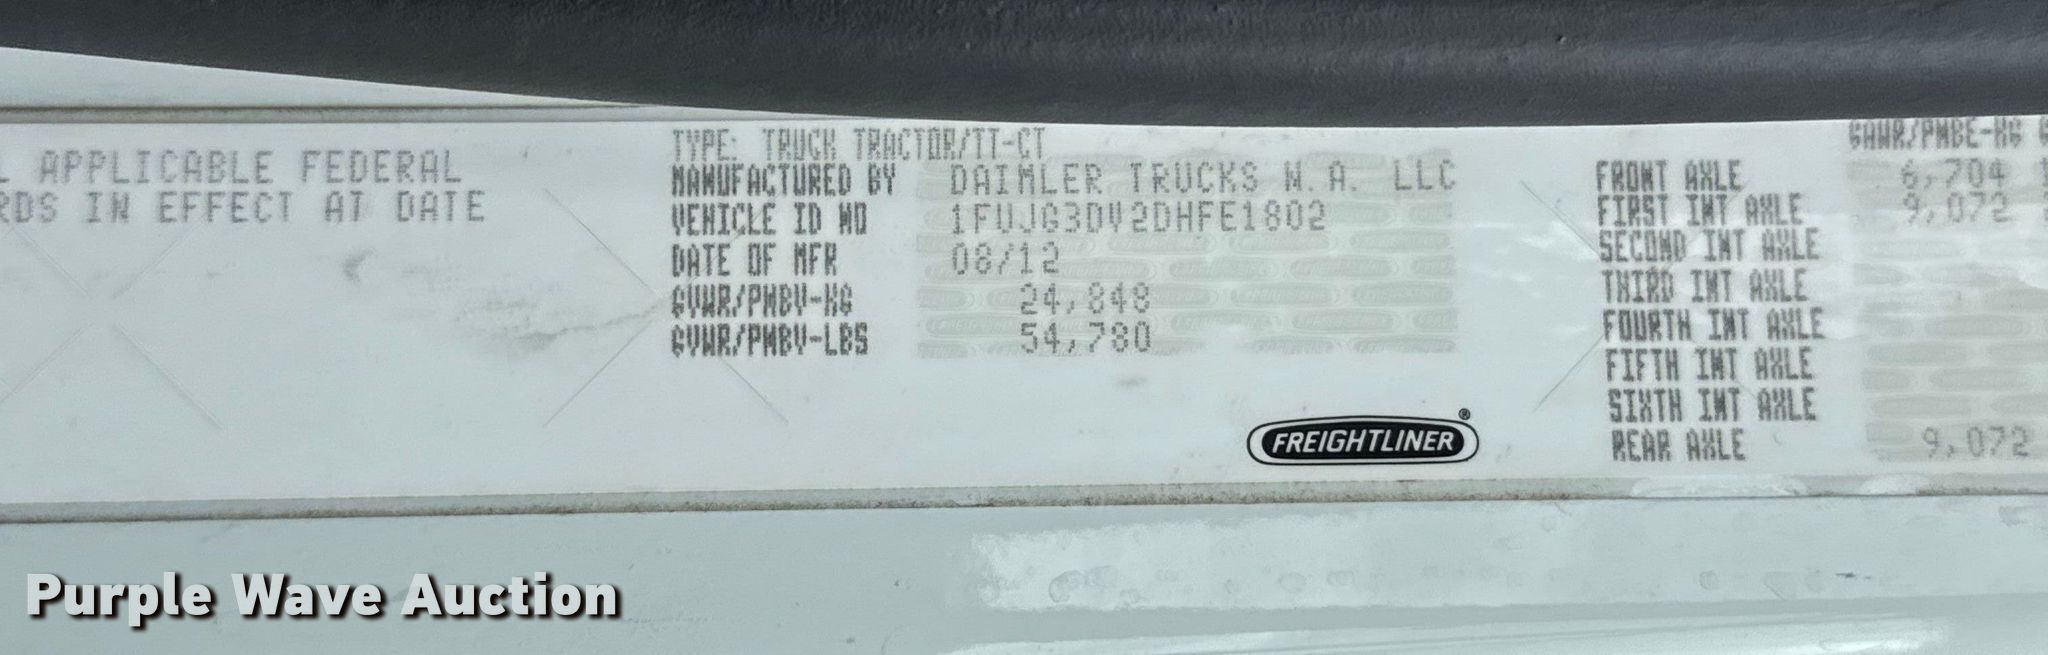 L APPLICABLE FEDERAL
RDS IN EFFECT AT DATE
TYPE: TRUCK TRACTOR/TT-CT
MANUFACTURED BY DAIMLER TRUCKS N.A. LLC
VEHICLE ID NO 1FUJG3DV2DHFE1802
DATE OF MFR 08/12
GVWR/PNBV-KG 24,848
GVWR/PNBV-LBS 54,780
FREIGHTLINER®
GAWR/PNBE-KG G
FRONT AXLE 6,704 1
FIRST INT AXLE 9,072
SECOND INT AXLE
THIRD INT AXLE
FOURTH INT AXLE
FIFTH INT AXLE
SIXTH INT AXLE
REAR AXLE 9,072
Purple Wave Auction